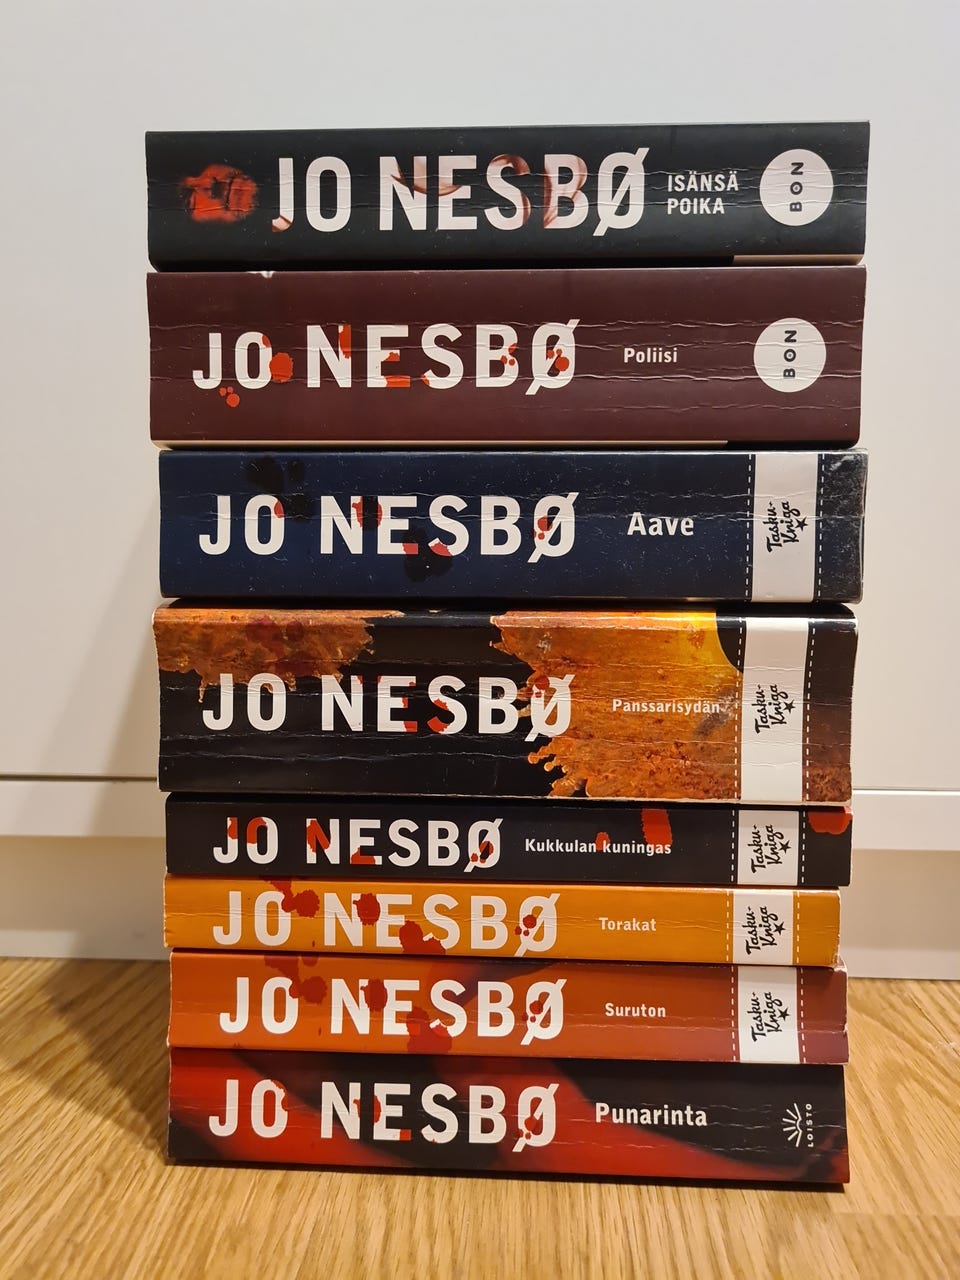 JO NESBØ
ISÄNSÄ
POIKA
BON
JO NESBØ
Poliisi
BON
JO NESBØ
Aave
Tasku-
Kniga
JO NESBØ
Panssarisydän
Tasku-
Kniga
JO NESBØ
Kukkulan kuningas
Tasku-
Kniga
JO NESBØ
Torakat
Tasku-
Kniga
JO NESBØ
Suruton
Tasku-
Kniga
JO NESBØ
Punarinta
LOISTO